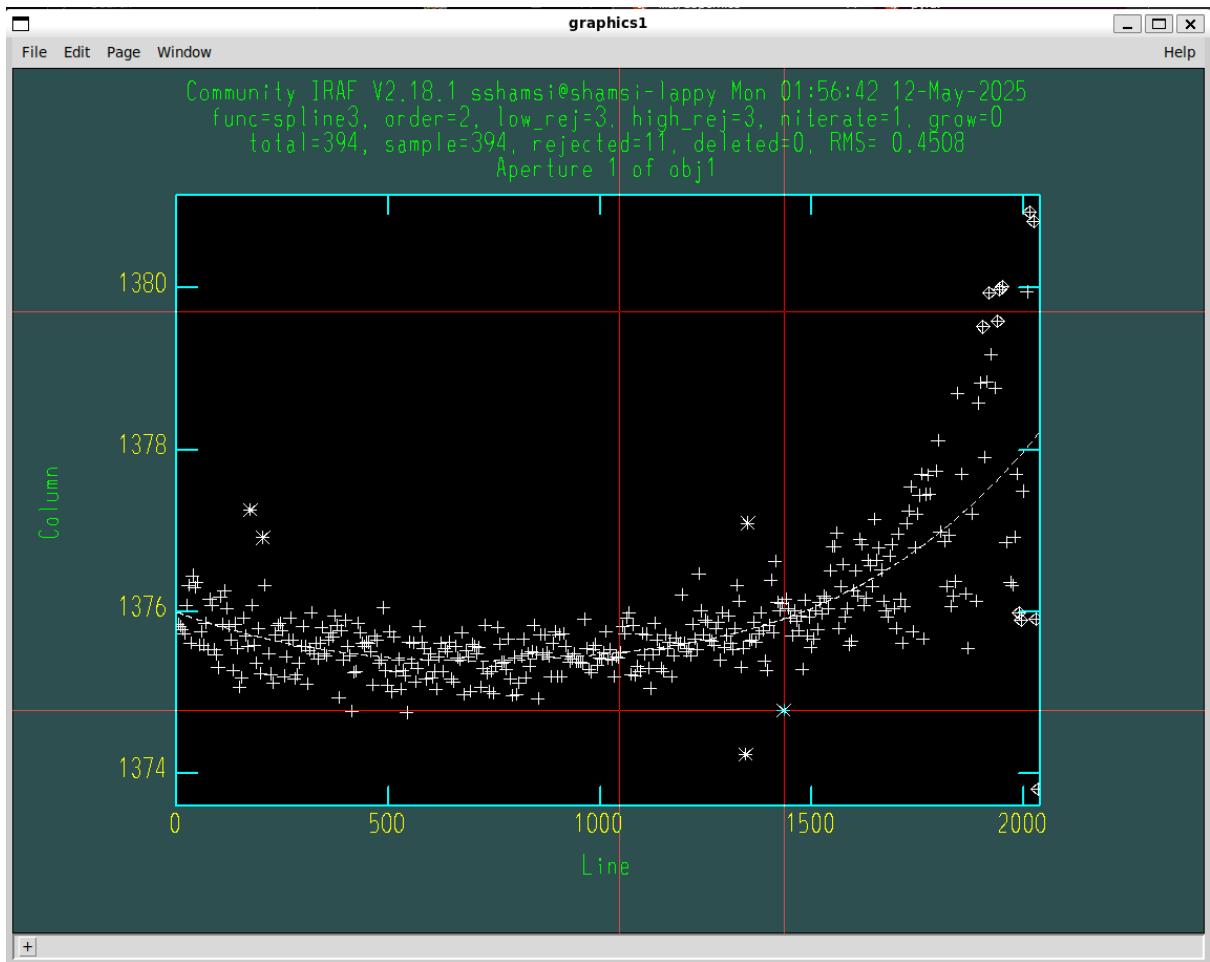 graphics1
File Edit Page Window Help
Community IRAF V2.18.1 sshamsi@shamsi-lappy Mon 01:56:42 12-May-2025
func=spline3, order=2, low_rej=3, high_rej=3, niterate=1, grow=0
total=394, sample=394, rejected=11, deleted=0, RMS= 0.4508
Aperture 1 of obj1
1380
1378
Column
1376
1374
0 500 1000 1500 2000
Line